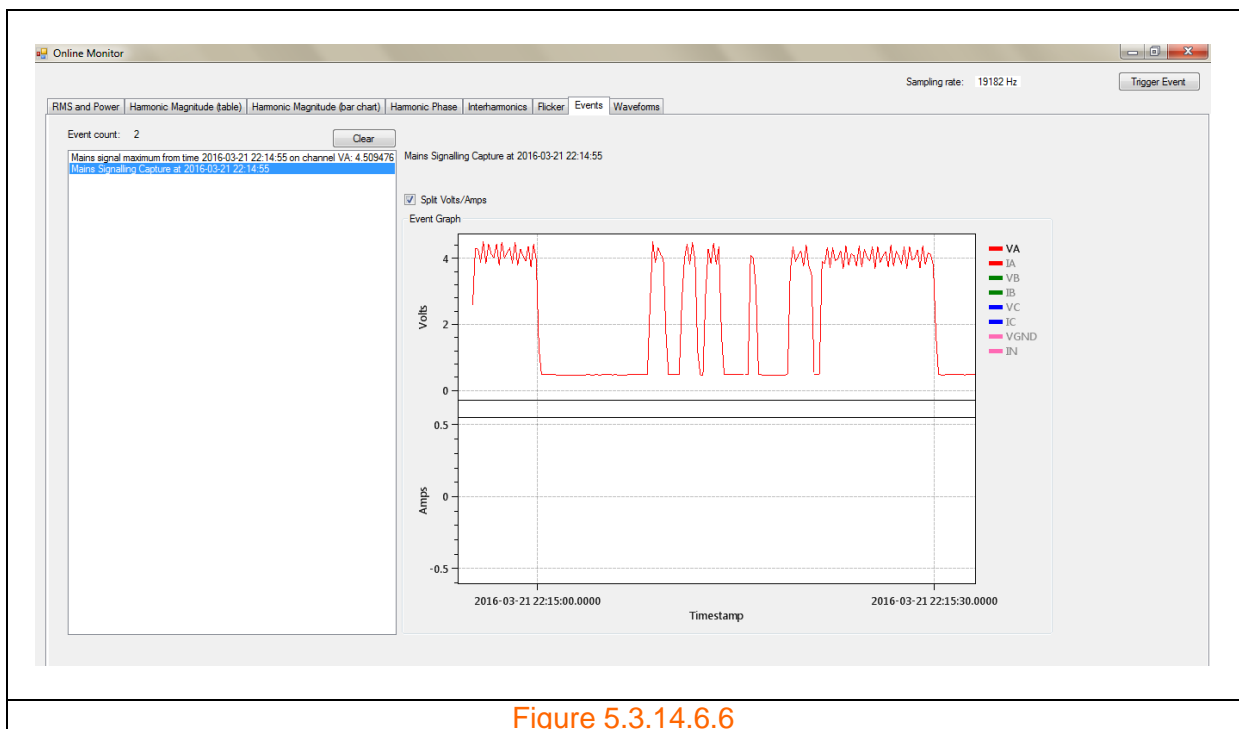 Online Monitor
Sampling rate: 19182 Hz
Trigger Event
RMS and Power Harmonic Magnitude (table) Harmonic Magnitude (bar chart) Harmonic Phase Interharmonics Flicker Events Waveforms
Event count: 2
Clear
Mains signal maximum from time 2016-03-21 22:14:55 on channel VA: 4.509476
Mains Signalling Capture at 2016-03-21 22:14:55
Mains Signalling Capture at 2016-03-21 22:14:55
Split Volts/Amps
Event Graph
VA
IA
VB
IB
VC
IC
VGND
IN
Volts
4
2
0
Amps
0.5
0
-0.5
2016-03-21 22:15:00.0000
2016-03-21 22:15:30.0000
Timestamp
Figure 5.3.14.6.6